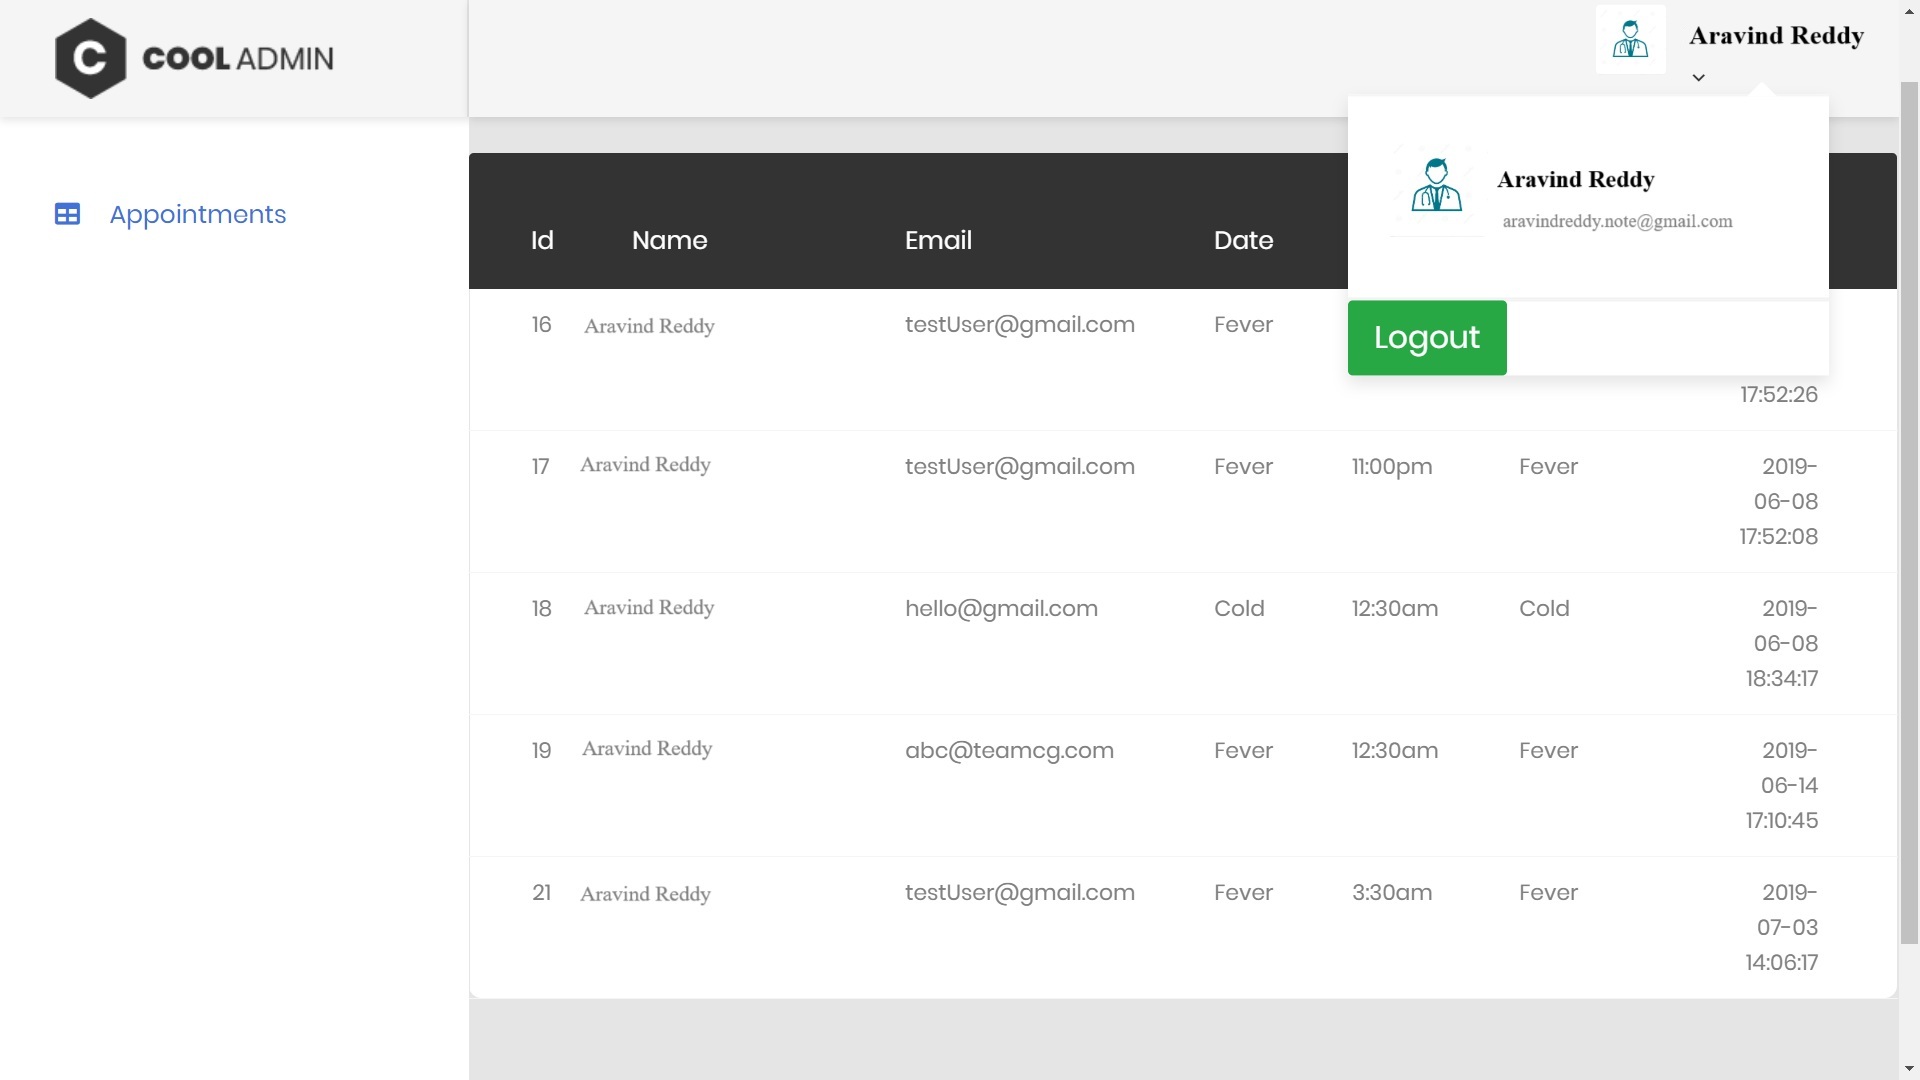 C COOL ADMIN
Aravind Reddy
Aravind Reddy
aravindreddy.note@gmail.com
Logout
Appointments
Id Name Email Date
16 Aravind Reddy testUser@gmail.com Fever
17:52:26
17 Aravind Reddy testUser@gmail.com Fever 11:00pm Fever 2019-
06-08
17:52:08
18 Aravind Reddy hello@gmail.com Cold 12:30am Cold 2019-
06-08
18:34:17
19 Aravind Reddy abc@teamcg.com Fever 12:30am Fever 2019-
06-14
17:10:45
21 Aravind Reddy testUser@gmail.com Fever 3:30am Fever 2019-
07-03
14:06:17